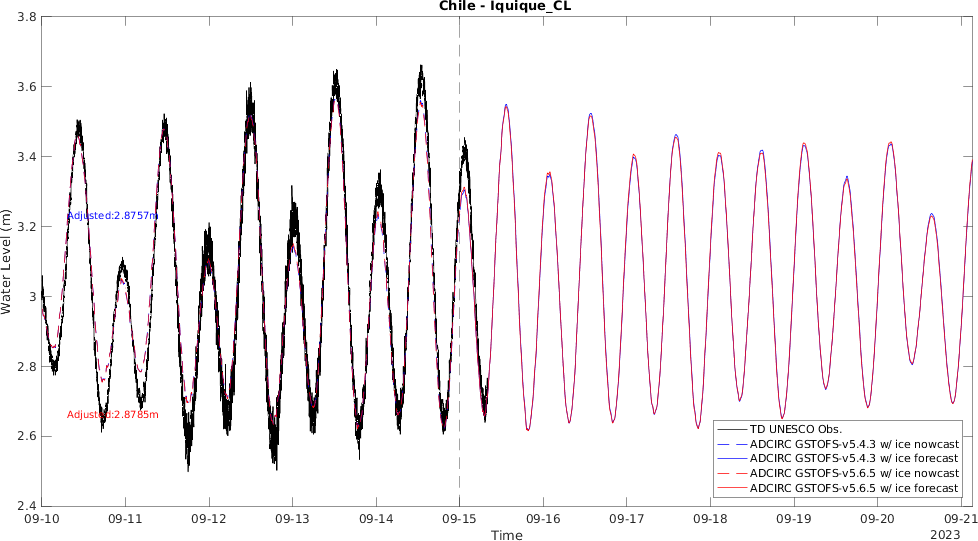 Chile - Iquique_CL
3.8
3.6
3.4
3.2
3
2.8
2.6
2.4
Water Level (m)
Adjusted:2.8757m
Adjusted:2.8785m
TD UNESCO Obs.
ADCIRC GSTOFS-v5.4.3 w/ ice nowcast
ADCIRC GSTOFS-v5.4.3 w/ ice forecast
ADCIRC GSTOFS-v5.6.5 w/ ice nowcast
ADCIRC GSTOFS-v5.6.5 w/ ice forecast
09-10 09-11 09-12 09-13 09-14 09-15 09-16 09-17 09-18 09-19 09-20 09-21
Time
2023